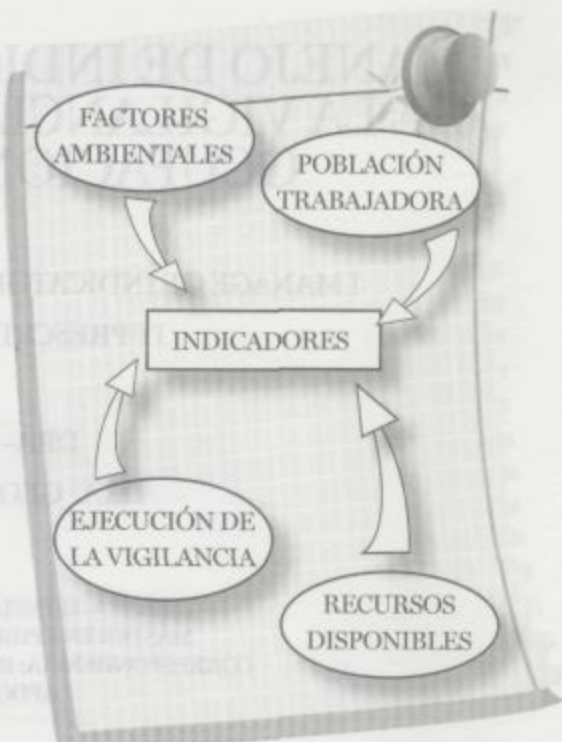 FACTORES
AMBIENTALES
POBLACIÓN
TRABAJADORA
INDICADORES
EJECUCIÓN DE
LA VIGILANCIA
RECURSOS
DISPONIBLES